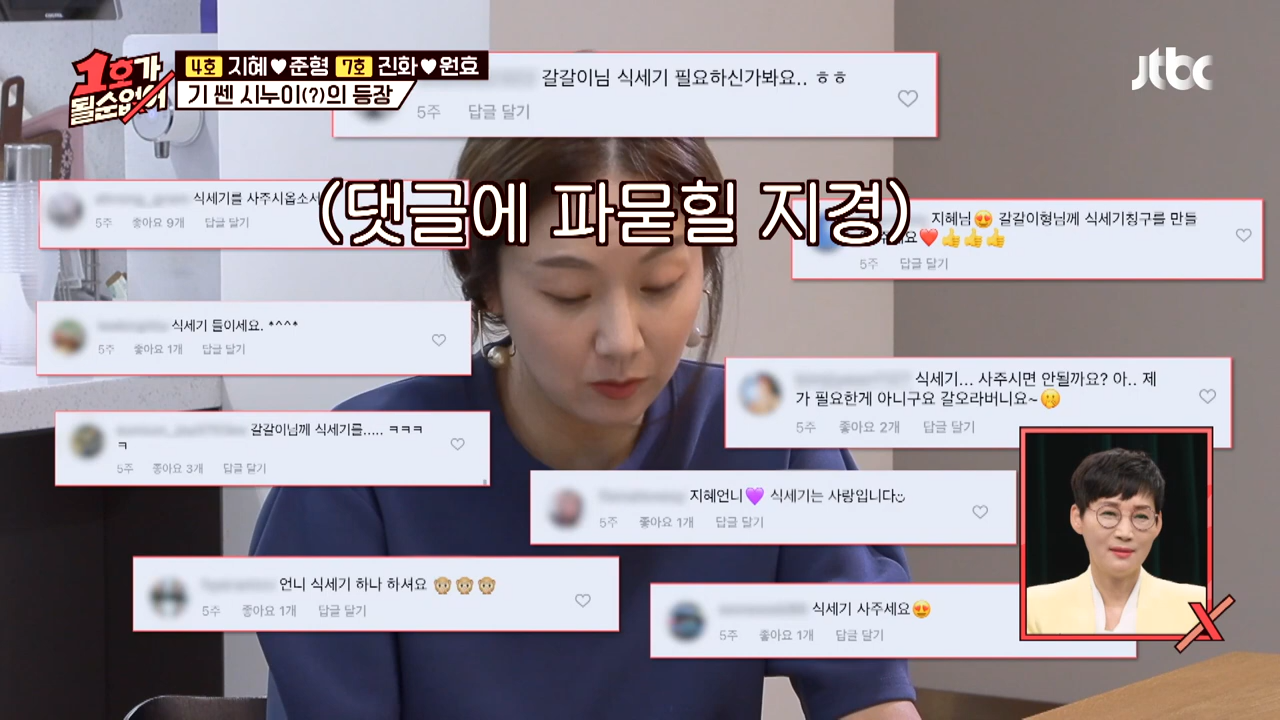 1호가
될순없어
4호 지혜♥준형 7호 진화♥원효
기 쎈 시누이(?)의 등장
jtbc
갈갈이님 식세기 필요하신가봐요.. ㅎㅎ
5주 답글 달기
(댓글에 파묻힐 지경)
식세기를 사주시옵소서
5주 좋아요 9개 답글 달기
지혜님😍 갈갈이형님께 식세기칭구를 만들
요❤️👍👍👍
5주 답글 달기
식세기 들이세요. *^^*
5주 좋아요 1개 답글 달기
식세기... 사주시면 안될까요? 아.. 제
가 필요한게 아니구요 갈오라버니요~🤭
5주 좋아요 2개 답글 달기
갈갈이님께 식세기를..... ㅋㅋㅋ
ㅋ
5주 좋아요 3개 답글 달기
지혜언니💜 식세기는 사랑입니다
5주 좋아요 1개 답글 달기
언니 식세기 하나 하셔요 🙊🙊🙊
5주 좋아요 1개 답글 달기
식세기 사주세요😍
5주 좋아요 1개 답글 달기